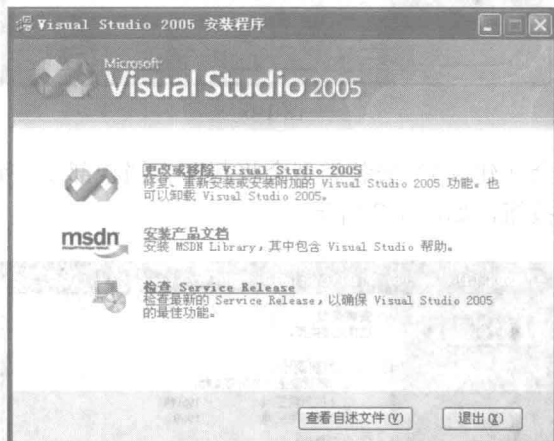 Visual Studio 2005 安装程序
Microsoft
Visual Studio 2005
更改或移除 Visual Studio 2005
修复、重新安装或安装附加的 Visual Studio 2005 功能。也
可以卸载 Visual Studio 2005。
msdn
安装产品文档
安装 MSDN Library，其中包含 Visual Studio 帮助。
检查 Service Release
检查最新的 Service Release，以确保 Visual Studio 2005
的最佳功能。
查看自述文件(V)
退出(X)